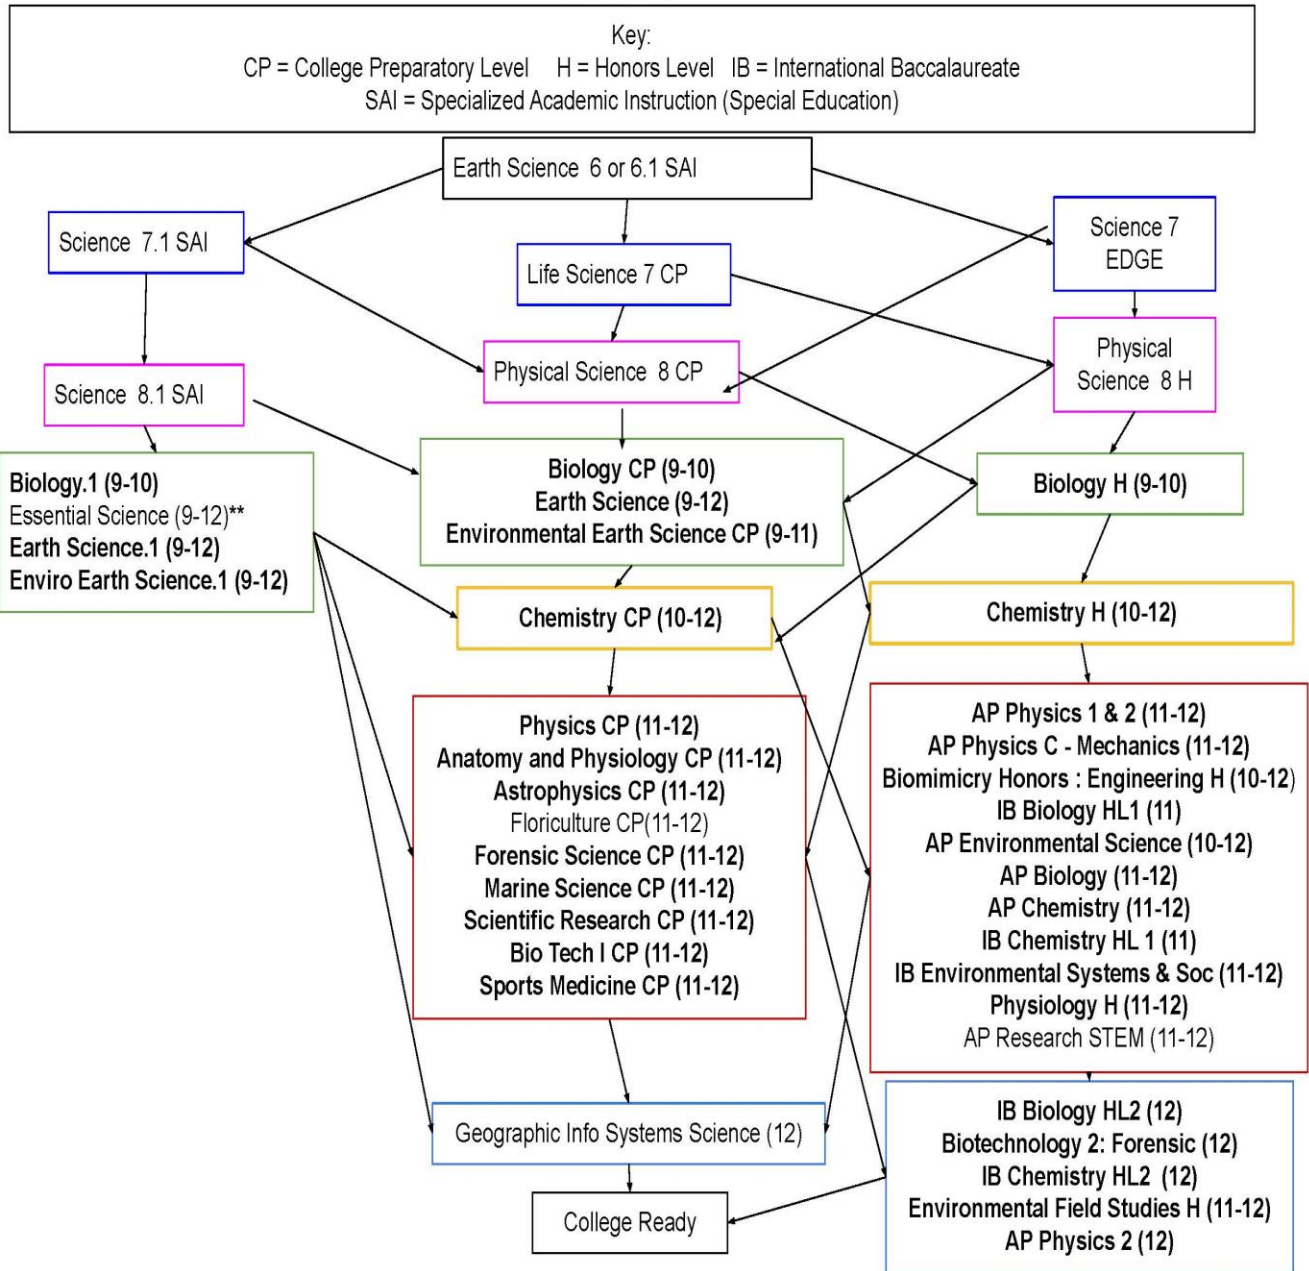 Key:
CP = College Preparatory Level H = Honors Level IB = International Baccalaureate
SAI = Specialized Academic Instruction (Special Education)
Earth Science 6 or 6.1 SAI
Science 7.1 SAI
Life Science 7 CP
Science 7
EDGE
Science 8.1 SAI
Physical Science 8 CP
Physical
Science 8 H
Biology.1 (9-10)
Essential Science (9-12)**
Earth Science.1 (9-12)
Enviro Earth Science.1 (9-12)
Biology CP (9-10)
Earth Science (9-12)
Environmental Earth Science CP (9-11)
Biology H (9-10)
Chemistry CP (10-12)
Chemistry H (10-12)
Physics CP (11-12)
Anatomy and Physiology CP (11-12)
Astrophysics CP (11-12)
Floriculture CP(11-12)
Forensic Science CP (11-12)
Marine Science CP (11-12)
Scientific Research CP (11-12)
Bio Tech I CP (11-12)
Sports Medicine CP (11-12)
AP Physics 1 & 2 (11-12)
AP Physics C - Mechanics (11-12)
Biomimicry Honors : Engineering H (10-12)
IB Biology HL1 (11)
AP Environmental Science (10-12)
AP Biology (11-12)
AP Chemistry (11-12)
IB Chemistry HL 1 (11)
IB Environmental Systems & Soc (11-12)
Physiology H (11-12)
AP Research STEM (11-12)
Geographic Info Systems Science (12)
IB Biology HL2 (12)
Biotechnology 2: Forensic (12)
IB Chemistry HL2 (12)
Environmental Field Studies H (11-12)
AP Physics 2 (12)
College Ready